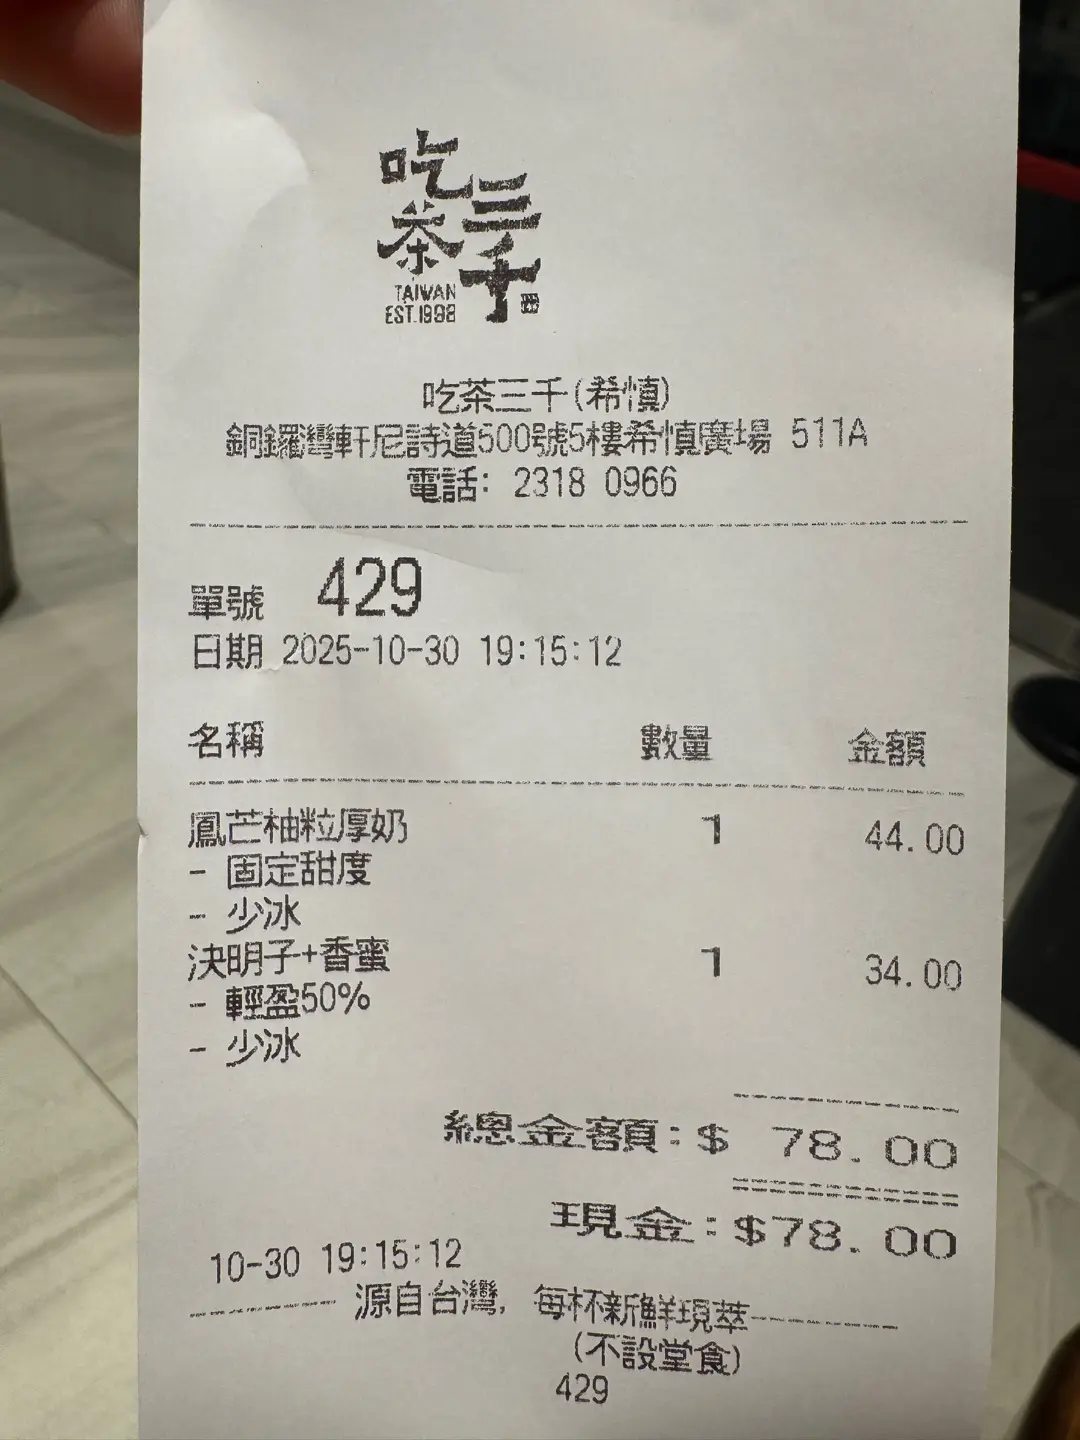 吃茶三千
TAIWAN
EST.1998
吃茶三千(希慎)
銅鑼灣軒尼詩道500號5樓希慎廣場 511A
電話: 2318 0966
單號 429
日期 2025-10-30 19:15:12
名稱 數量 金額
鳳芒柚粒厚奶 1 44.00
- 固定甜度
- 少冰
決明子+香蜜 1 34.00
- 輕盈50%
- 少冰
總金額:$ 78.00
現金:$78.00
10-30 19:15:12
源自台灣, 每杯新鮮現萃
(不設堂食)
429